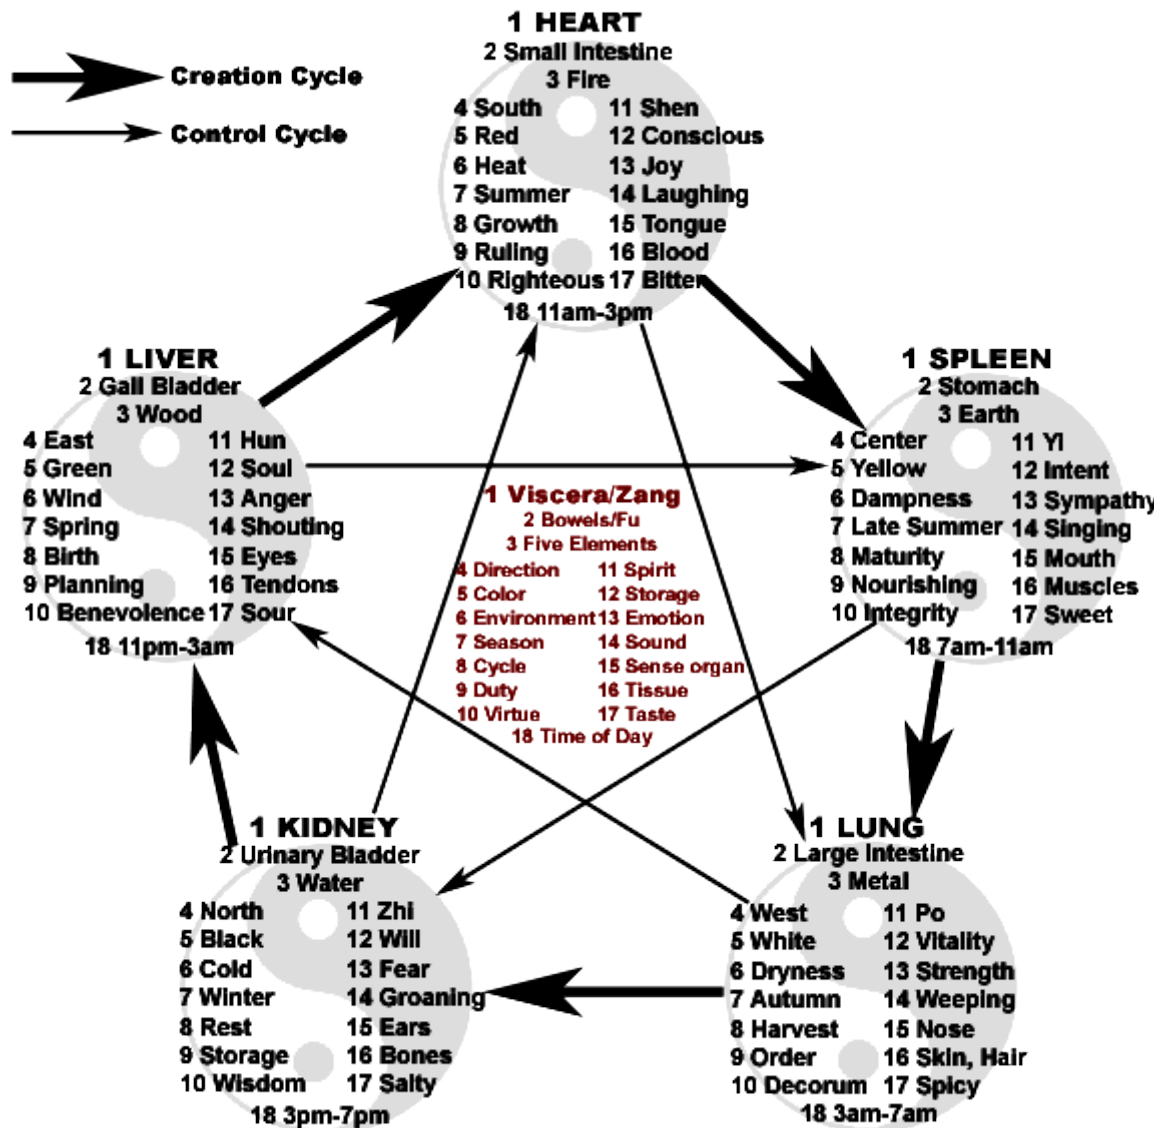 Creation Cycle
Control Cycle
1 HEART
2 Small Intestine
3 Fire
4 South 11 Shen
5 Red 12 Conscious
6 Heat 13 Joy
7 Summer 14 Laughing
8 Growth 15 Tongue
9 Ruling 16 Blood
10 Righteous 17 Bitter
18 11am-3pm
1 LIVER
2 Gall Bladder
3 Wood
4 East 11 Hun
5 Green 12 Soul
6 Wind 13 Anger
7 Spring 14 Shouting
8 Birth 15 Eyes
9 Planning 16 Tendons
10 Benevolence 17 Sour
18 11pm-3am
1 Viscera/Zang
2 Bowels/Fu
3 Five Elements
4 Direction 11 Spirit
5 Color 12 Storage
6 Environment 13 Emotion
7 Season 14 Sound
8 Cycle 15 Sense organ
9 Duty 16 Tissue
10 Virtue 17 Taste
18 Time of Day
1 SPLEEN
2 Stomach
3 Earth
4 Center 11 YI
5 Yellow 12 Intent
6 Dampness 13 Sympathy
7 Late Summer 14 Singing
8 Maturity 15 Mouth
9 Nourishing 16 Muscles
10 Integrity 17 Sweet
18 7am-11am
1 KIDNEY
2 Urinary Bladder
3 Water
4 North 11 Zhi
5 Black 12 Will
6 Cold 13 Fear
7 Winter 14 Groaning
8 Rest 15 Ears
9 Storage 16 Bones
10 Wisdom 17 Salty
18 3pm-7pm
1 LUNG
2 Large Intestine
3 Metal
4 West 11 Po
5 White 12 Vitality
6 Dryness 13 Strength
7 Autumn 14 Weeping
8 Harvest 15 Nose
9 Order 16 Skin, Hair
10 Decorum 17 Spicy
18 3am-7am